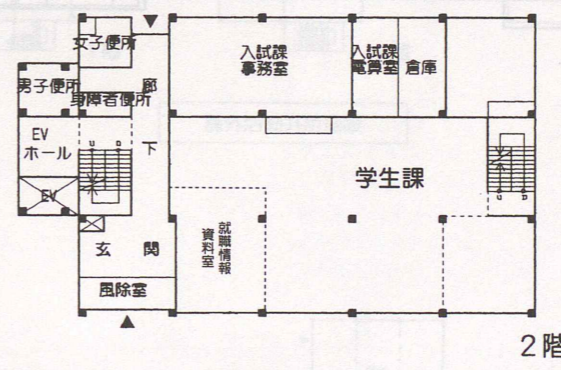 女子便所
男子便所
身障者便所
廊
下
EV
ホール
EV
入試課
事務室
入試課
電算室
倉庫
学生課
就職情報
資料室
玄 関
風除室
2階